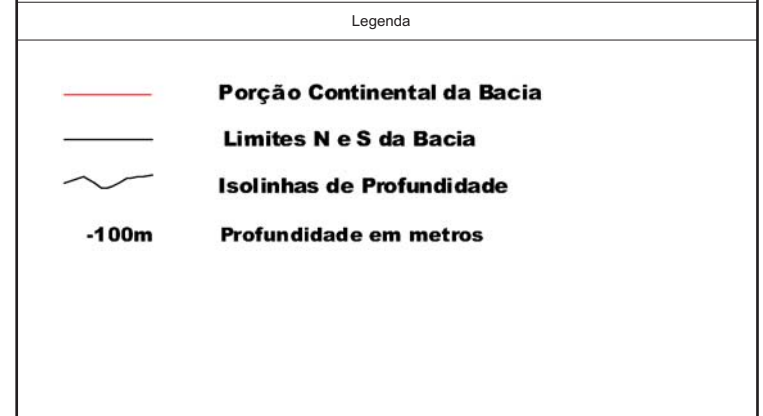 Legenda
Porção Continental da Bacia
Limites N e S da Bacia
Isolinhas de Profundidade
-100m Profundidade em metros